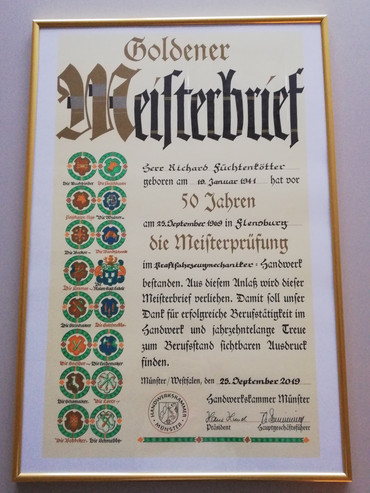 Goldener
Meisterbrief
Herr Richard Füchtenkötter
geboren am 19. Januar 1941 hat vor
50 Jahren
am 25. September 1969 in Flensburg
die Meisterprüfung
im Kraftfahrzeugmechaniker-Handwerk
bestanden. Aus diesem Anlaß wird dieser
Meisterbrief verliehen. Damit soll unser
Dank für erfolgreiche Berufstätigkeit im
Handwerk und jahrzehntelange Treue
zum Berufsstand sichtbaren Ausdruck
finden.
Münster/Westfalen, den 25. September 2019
Handwerkskammer Münster
HANDWERKSKAMMER
MÜNSTER
Präsident Hauptgeschäftsführer